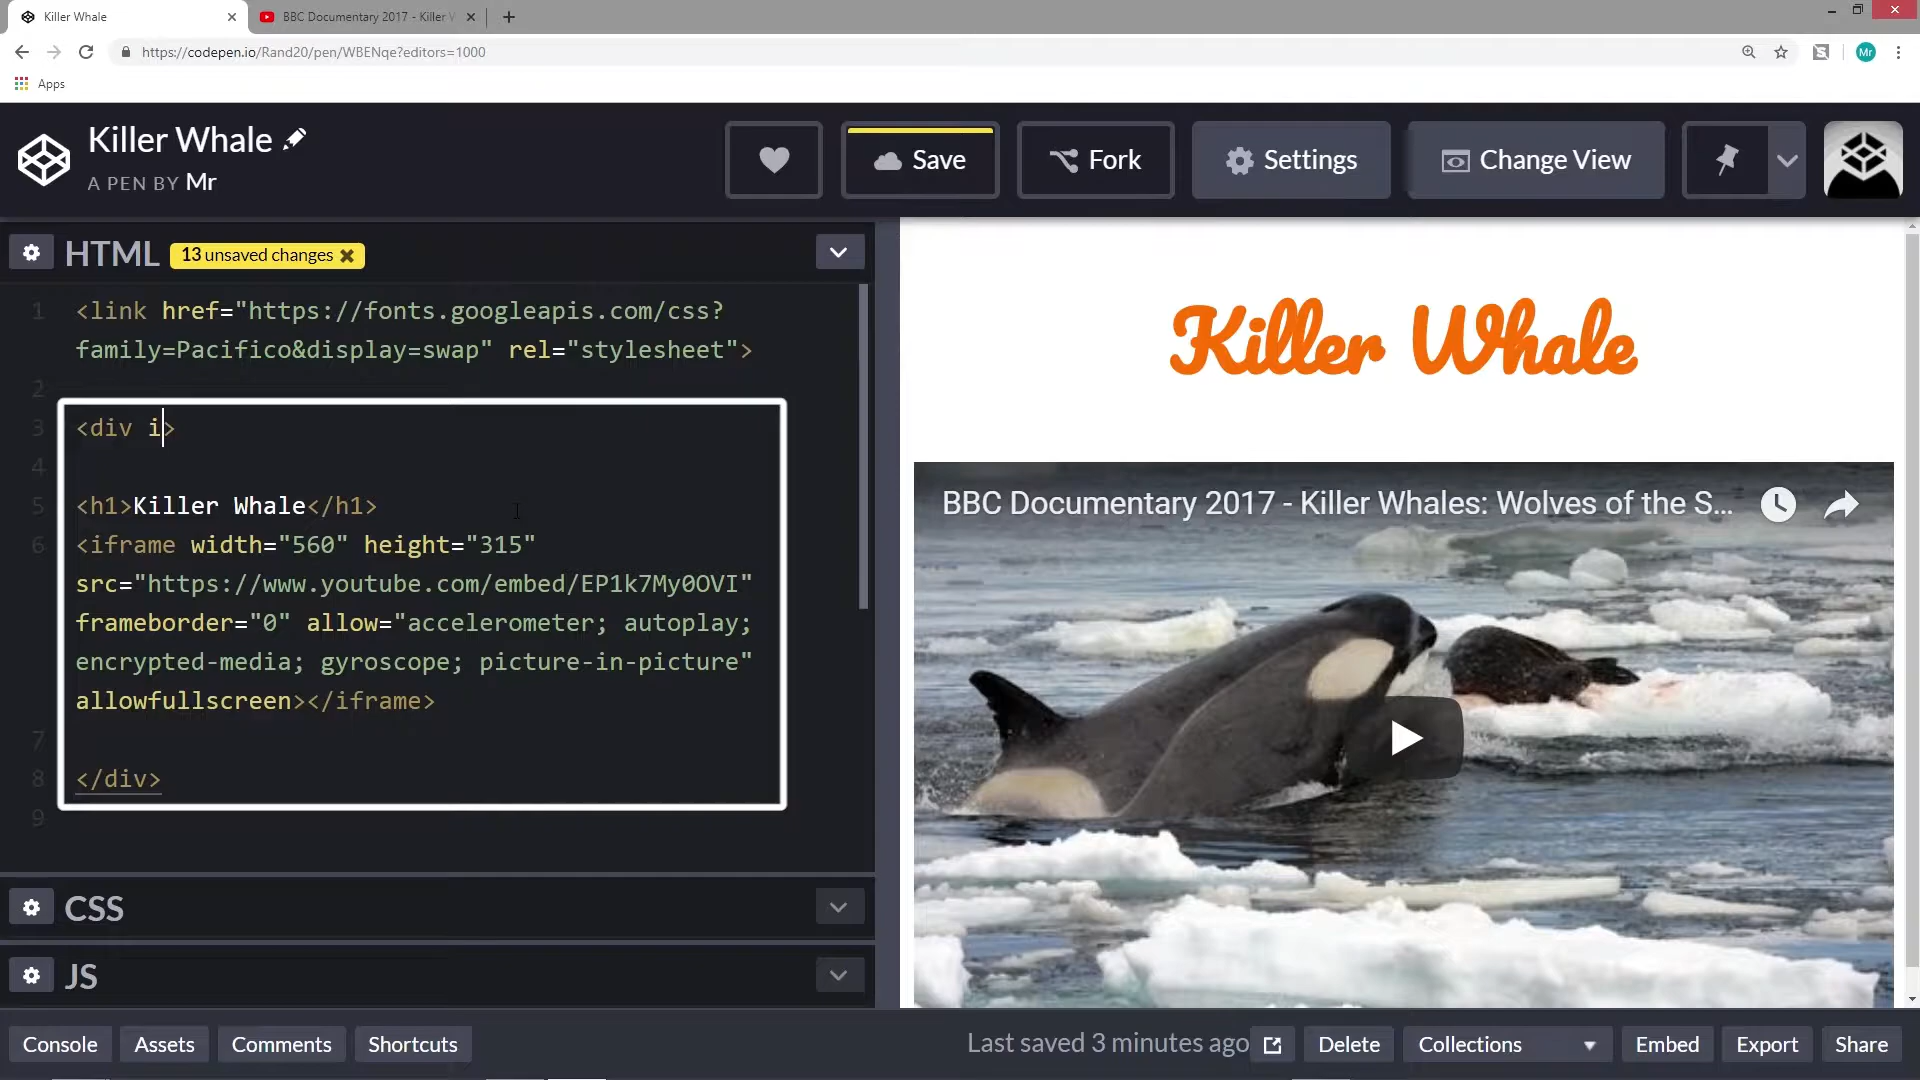 Killer Whale
BBC Documentary 2017 - Killer V
https://codepen.io/Rand20/pen/WBENqe?editors=1000
Mr
Apps
Killer Whale
A PEN BY Mr
Save
Fork
Settings
Change View
HTML
13 unsaved changes
1 <link href="https://fonts.googleapis.com/css?
family=Pacifico&display=swap" rel="stylesheet">
2
3 <div i>
4
5 <h1>Killer Whale</h1>
6 <iframe width="560" height="315"
src="https://www.youtube.com/embed/EP1k7My0OVI"
frameborder="0" allow="accelerometer; autoplay;
encrypted-media; gyroscope; picture-in-picture"
allowfullscreen></iframe>
7
8 </div>
9
CSS
JS
Killer Whale
BBC Documentary 2017 - Killer Whales: Wolves of the S...
Console
Assets
Comments
Shortcuts
Last saved 3 minutes ago
Delete
Collections
Embed
Export
Share